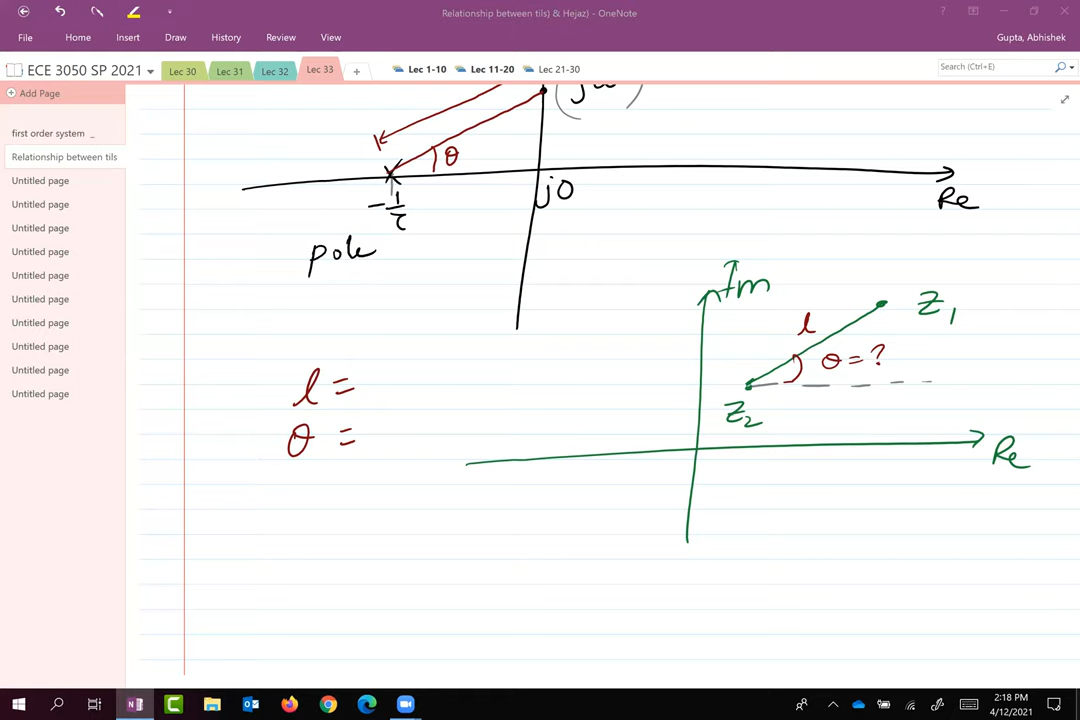 Relationship between tils) & Hejaz) - OneNote
File Home Insert Draw History Review View
Gupta, Abhishek
ECE 3050 SP 2021
Lec 30 Lec 31 Lec 32 Lec 33 Lec 1-10 Lec 11-20 Lec 21-30
Search (Ctrl+E)
Add Page
first order system _
Relationship between tils
Untitled page
Untitled page
Untitled page
Untitled page
Untitled page
Untitled page
Untitled page
Untitled page
Untitled page
Untitled page
θ
-1/τ
j0
Re
pole
Im
z1
l
θ = ?
z2
Re
l =
θ =
2:18 PM
4/12/2021